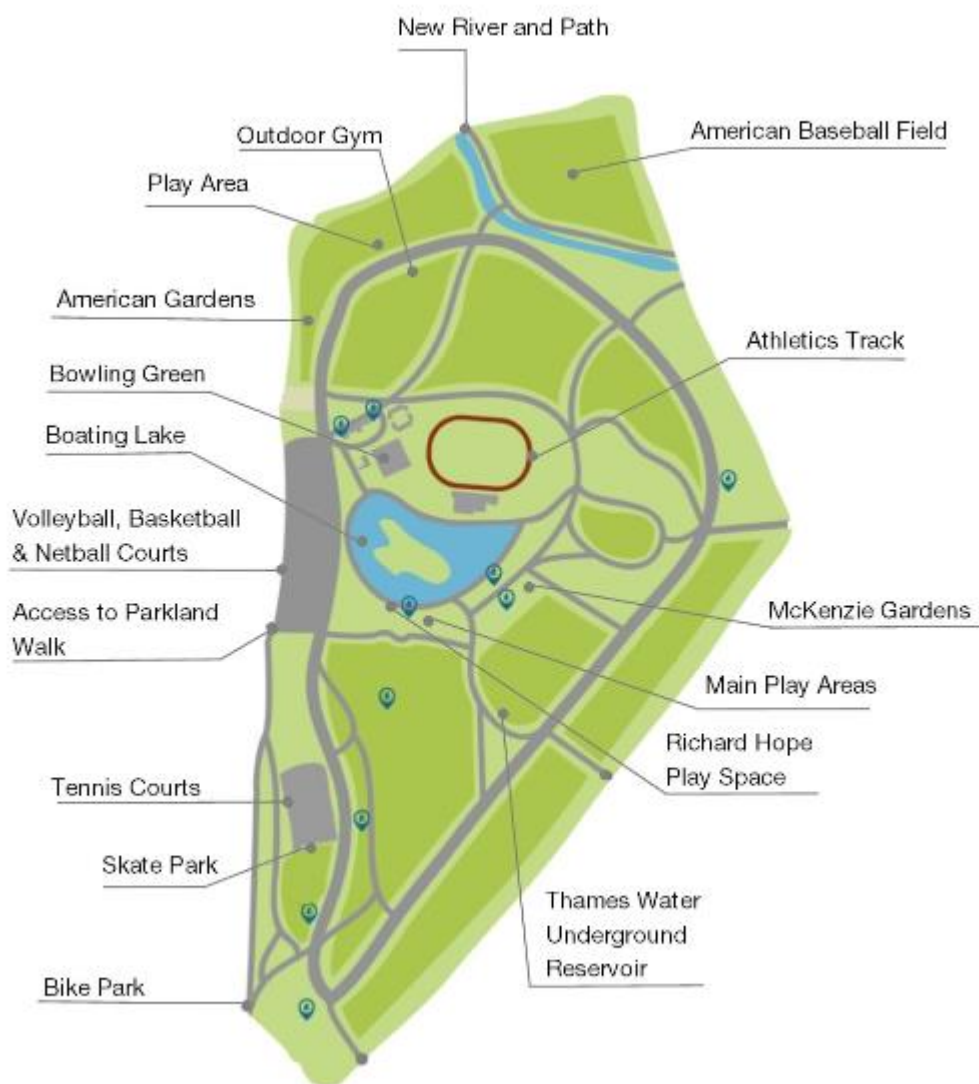 New River and Path
American Baseball Field
Outdoor Gym
Play Area
American Gardens
Athletics Track
Bowling Green
Boating Lake
Volleyball, Basketball
& Netball Courts
McKenzie Gardens
Access to Parkland
Walk
Main Play Areas
Richard Hope
Play Space
Tennis Courts
Skate Park
Thames Water
Underground
Reservoir
Bike Park